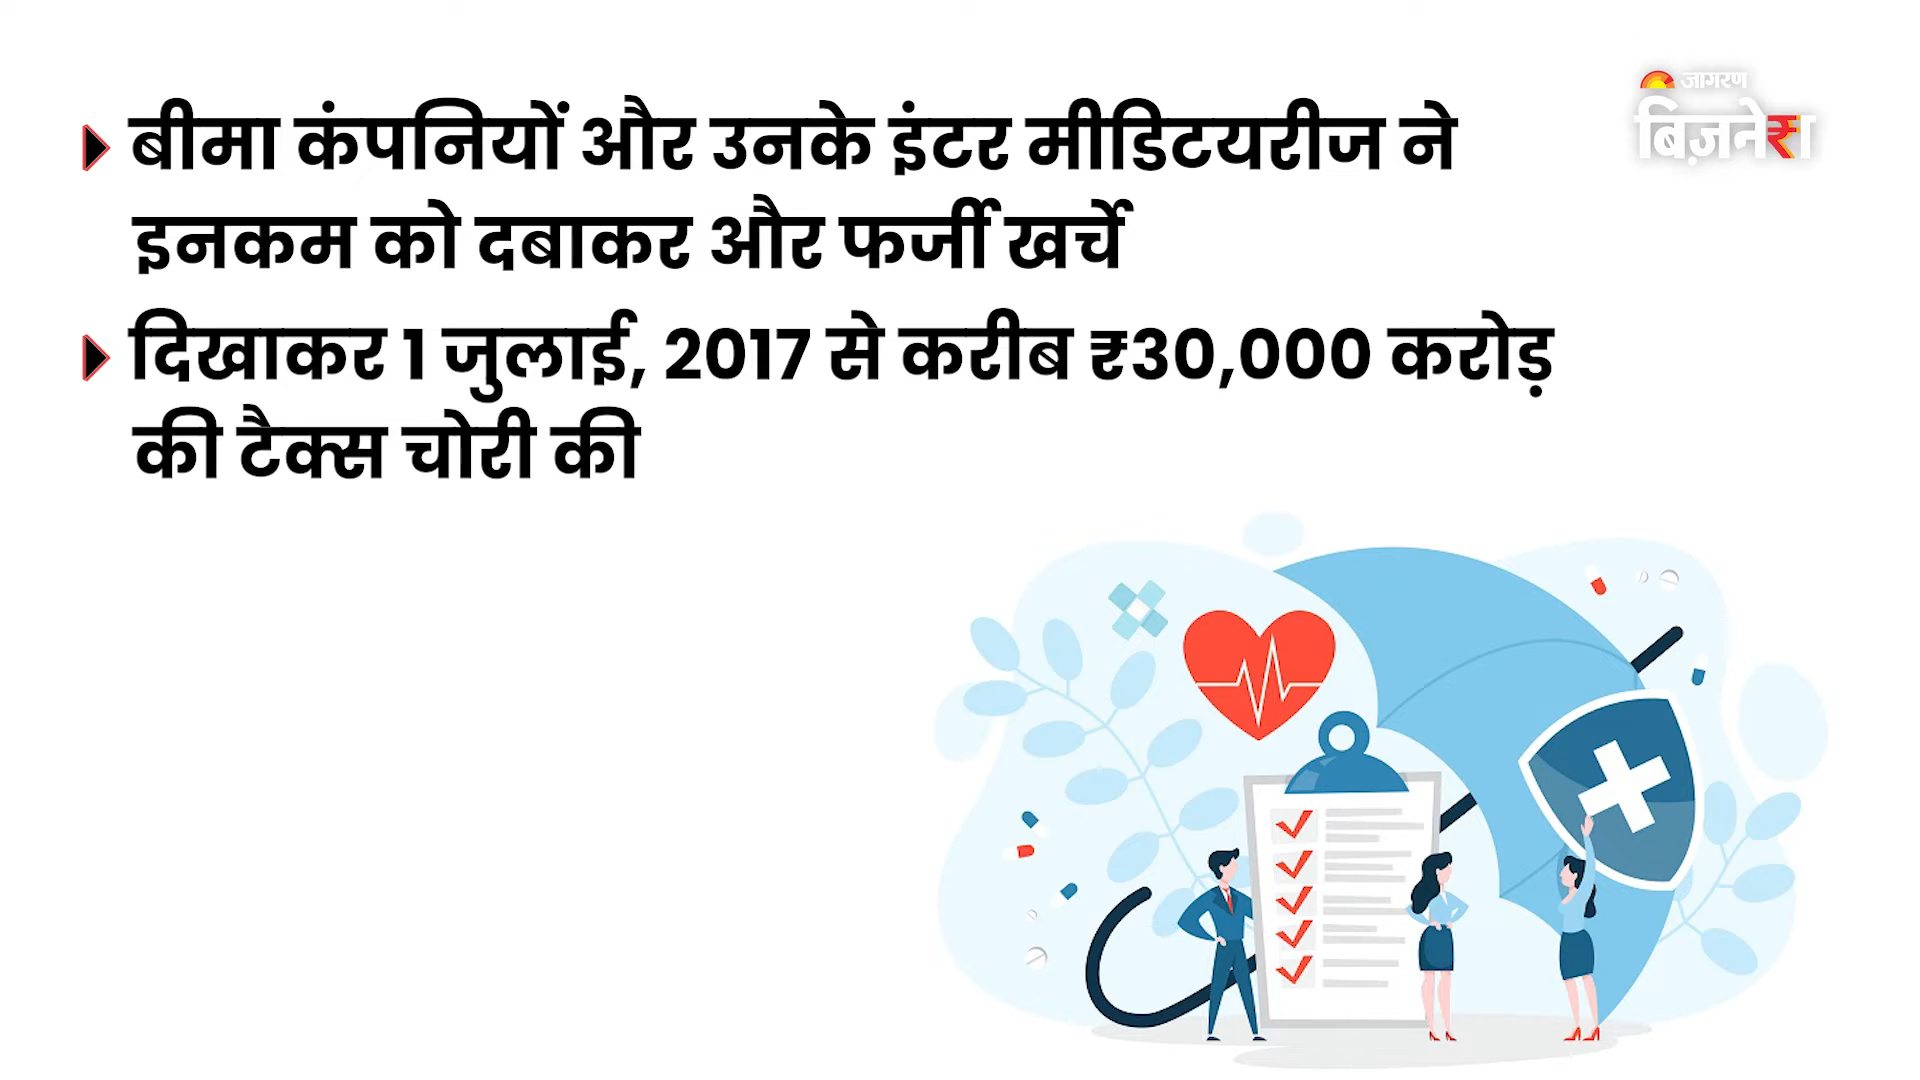 जागरण
बिज़नेस
बीमा कंपनियों और उनके इंटर मीडिटयरीज ने
इनकम को दबाकर और फर्जी खर्चे
दिखाकर 1 जुलाई, 2017 से करीब ₹30,000 करोड़
की टैक्स चोरी की